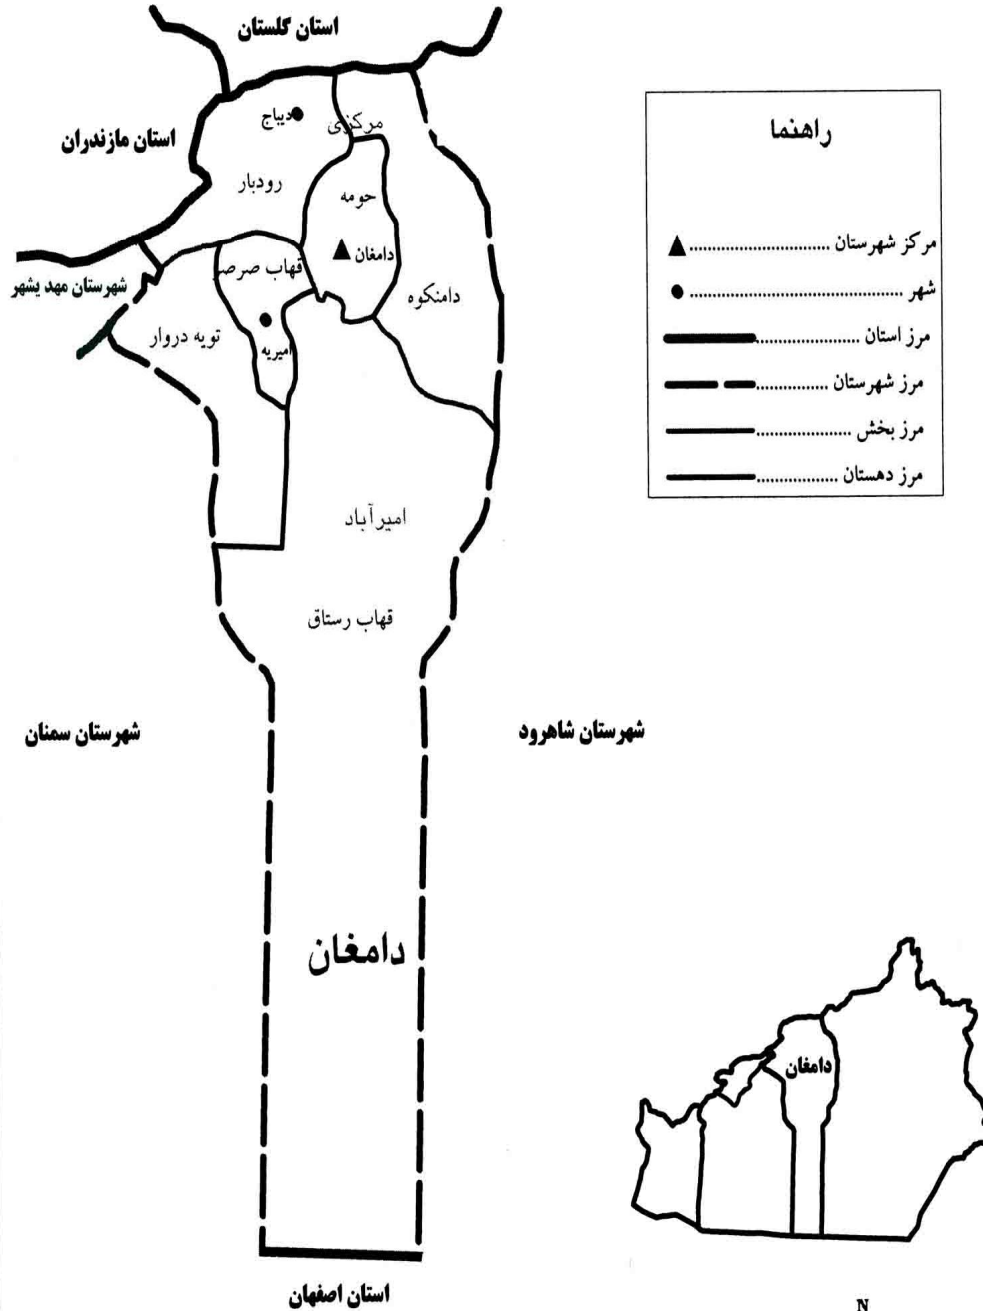 استان گلستان
استان مازندران
دیباج
مرکزی
رودبار
حومه
دامغان
قهاب صرصر
شهرستان مهدیشهر
دامنکوه
تویه دروار
امیریه
امیرآباد
قهاب رستاق
شهرستان سمنان
شهرستان شاهرود
دامغان
استان اصفهان
راهنما
مرکز شهرستان
شهر
مرز استان
مرز شهرستان
مرز بخش
مرز دهستان
دامغان
N